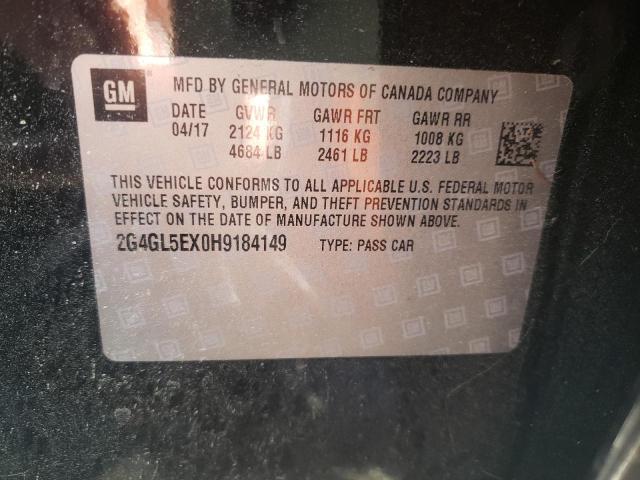 GM
MFD BY GENERAL MOTORS OF CANADA COMPANY
DATE GVWR GAWR FRT GAWR RR
04/17 2124 KG 1116 KG 1008 KG
4684 LB 2461 LB 2223 LB
THIS VEHICLE CONFORMS TO ALL APPLICABLE U.S. FEDERAL MOTOR
VEHICLE SAFETY, BUMPER, AND THEFT PREVENTION STANDARDS IN
EFFECT ON THE DATE OF MANUFACTURE SHOWN ABOVE.
2G4GL5EX0H9184149 TYPE: PASS CAR